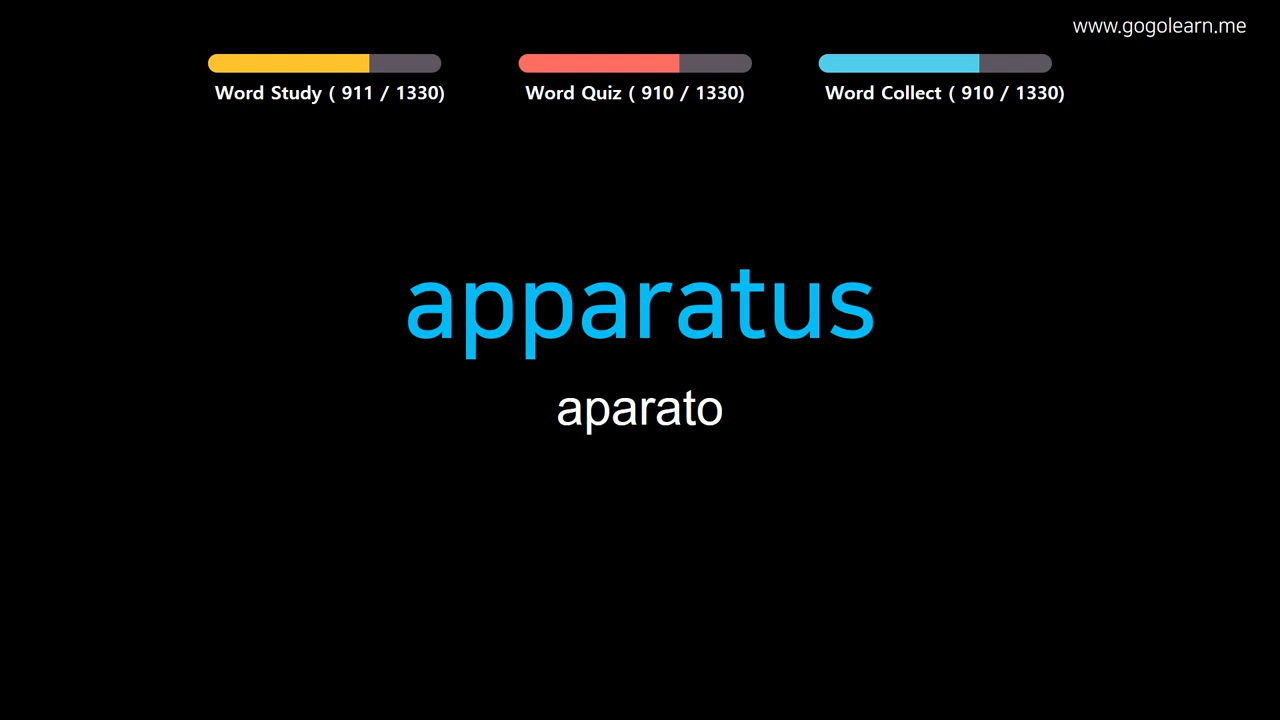 www.gogolearn.me
Word Study ( 911 / 1330)
Word Quiz ( 910 / 1330)
Word Collect ( 910 / 1330)
apparatus
aparato